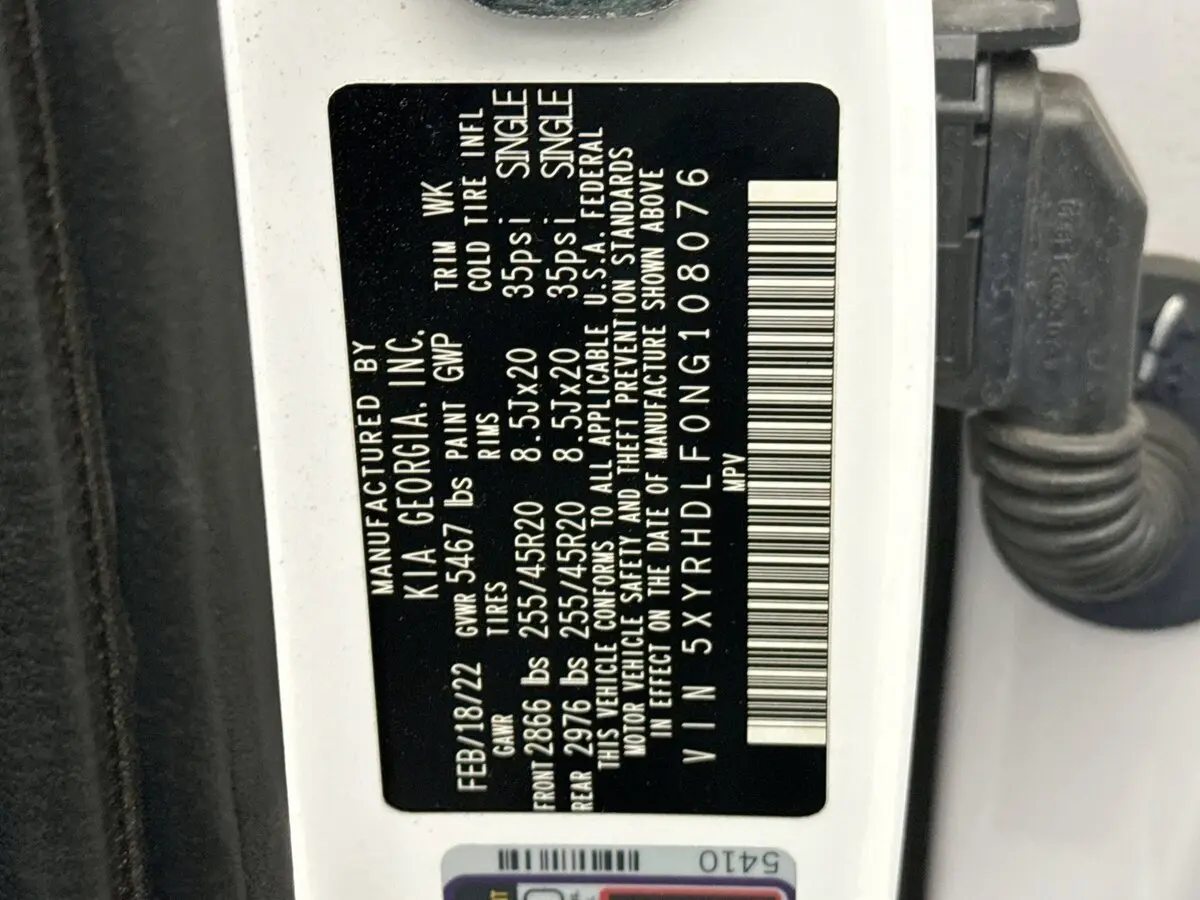 MANUFACTURED BY
KIA GEORGIA. INC.
FEB/18/22 GVWR 5467 lbs PAINT GWP TRIM WK
GAWR TIRES RIMS COLD TIRE INFL
FRONT 2866 lbs 255/45R20 8.5Jx20 35psi SINGLE
REAR 2976 lbs 255/45R20 8.5Jx20 35psi SINGLE
THIS VEHICLE CONFORMS TO ALL APPLICABLE U.S.A. FEDERAL
MOTOR VEHICLE SAFETY AND THEFT PREVENTION STANDARDS
IN EFFECT ON THE DATE OF MANUFACTURE SHOWN ABOVE
VIN 5XYRHDLF0NG108076
MPV
5410